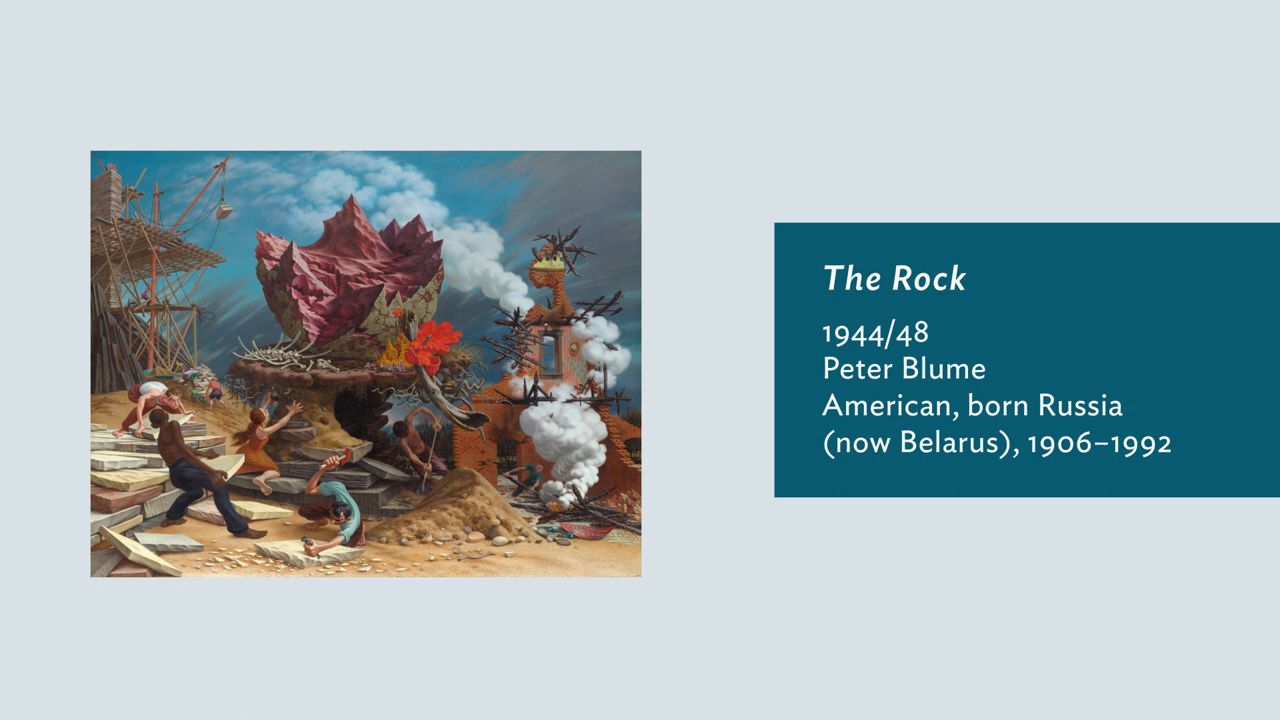 The Rock
1944/48
Peter Blume
American, born Russia
(now Belarus), 1906–1992